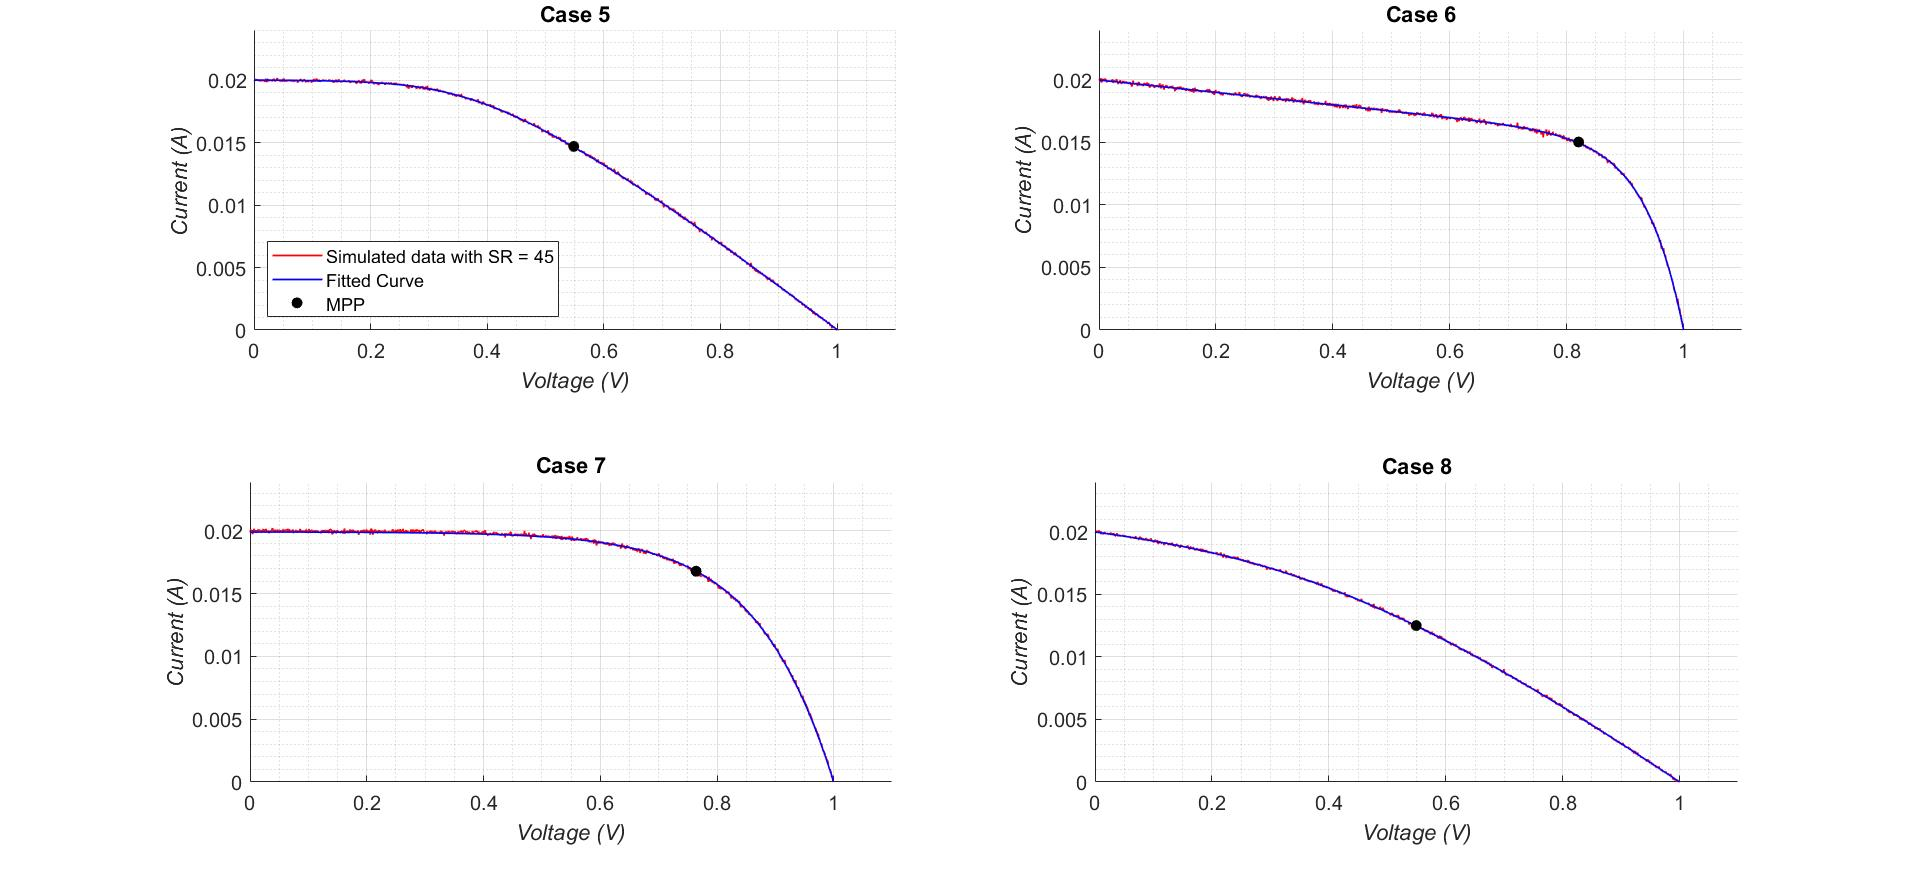 Case 5
0.02
0.015
0.01
0.005
0
Current (A)
Simulated data with SR = 45
Fitted Curve
MPP
0 0.2 0.4 0.6 0.8 1
Voltage (V)
Case 6
0.02
0.015
0.01
0.005
0
Current (A)
0 0.2 0.4 0.6 0.8 1
Voltage (V)
Case 7
0.02
0.015
0.01
0.005
0
Current (A)
0 0.2 0.4 0.6 0.8 1
Voltage (V)
Case 8
0.02
0.015
0.01
0.005
0
Current (A)
0 0.2 0.4 0.6 0.8 1
Voltage (V)